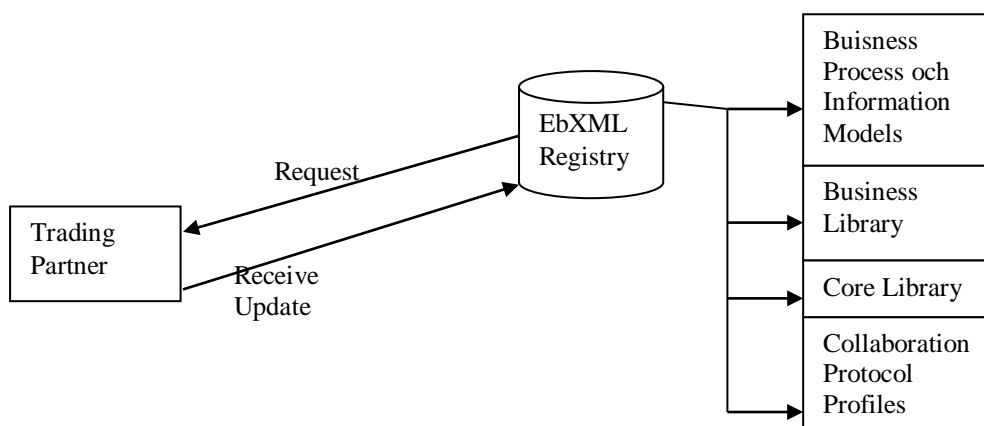 Buisness
Process och
Information
Models
EbXML
Registry
Request
Trading
Partner
Business
Library
Receive
Update
Core Library
Collaboration
Protocol
Profiles